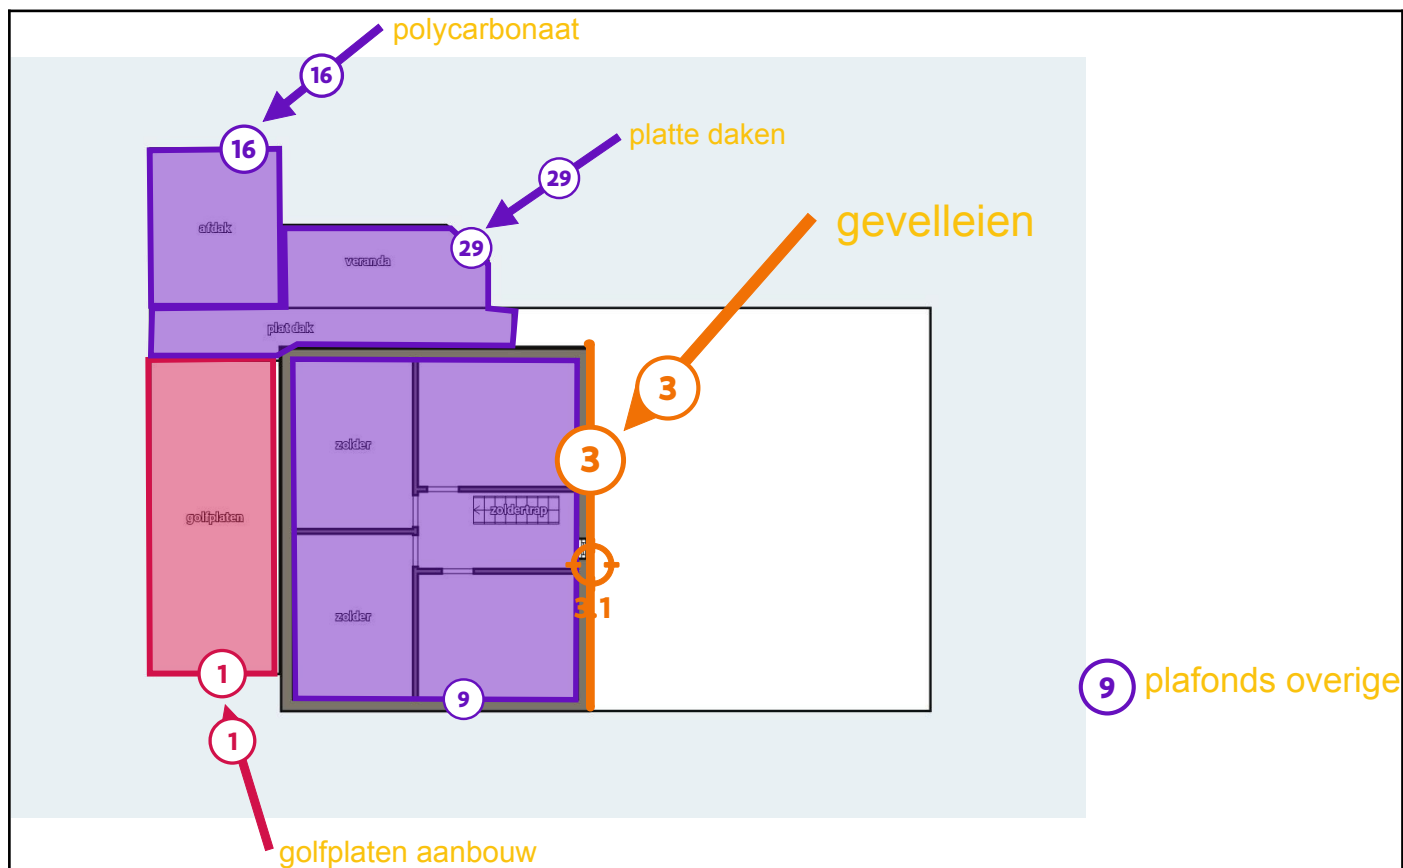 polycarbonaat
16
16
platte daken
29
29
gevelleien
3
3
afdak
veranda
plat dak
zolder
zoldertrap
golfplaten
zolder
3.1
9
1
1
9 plafonds overige
golfplaten aanbouw